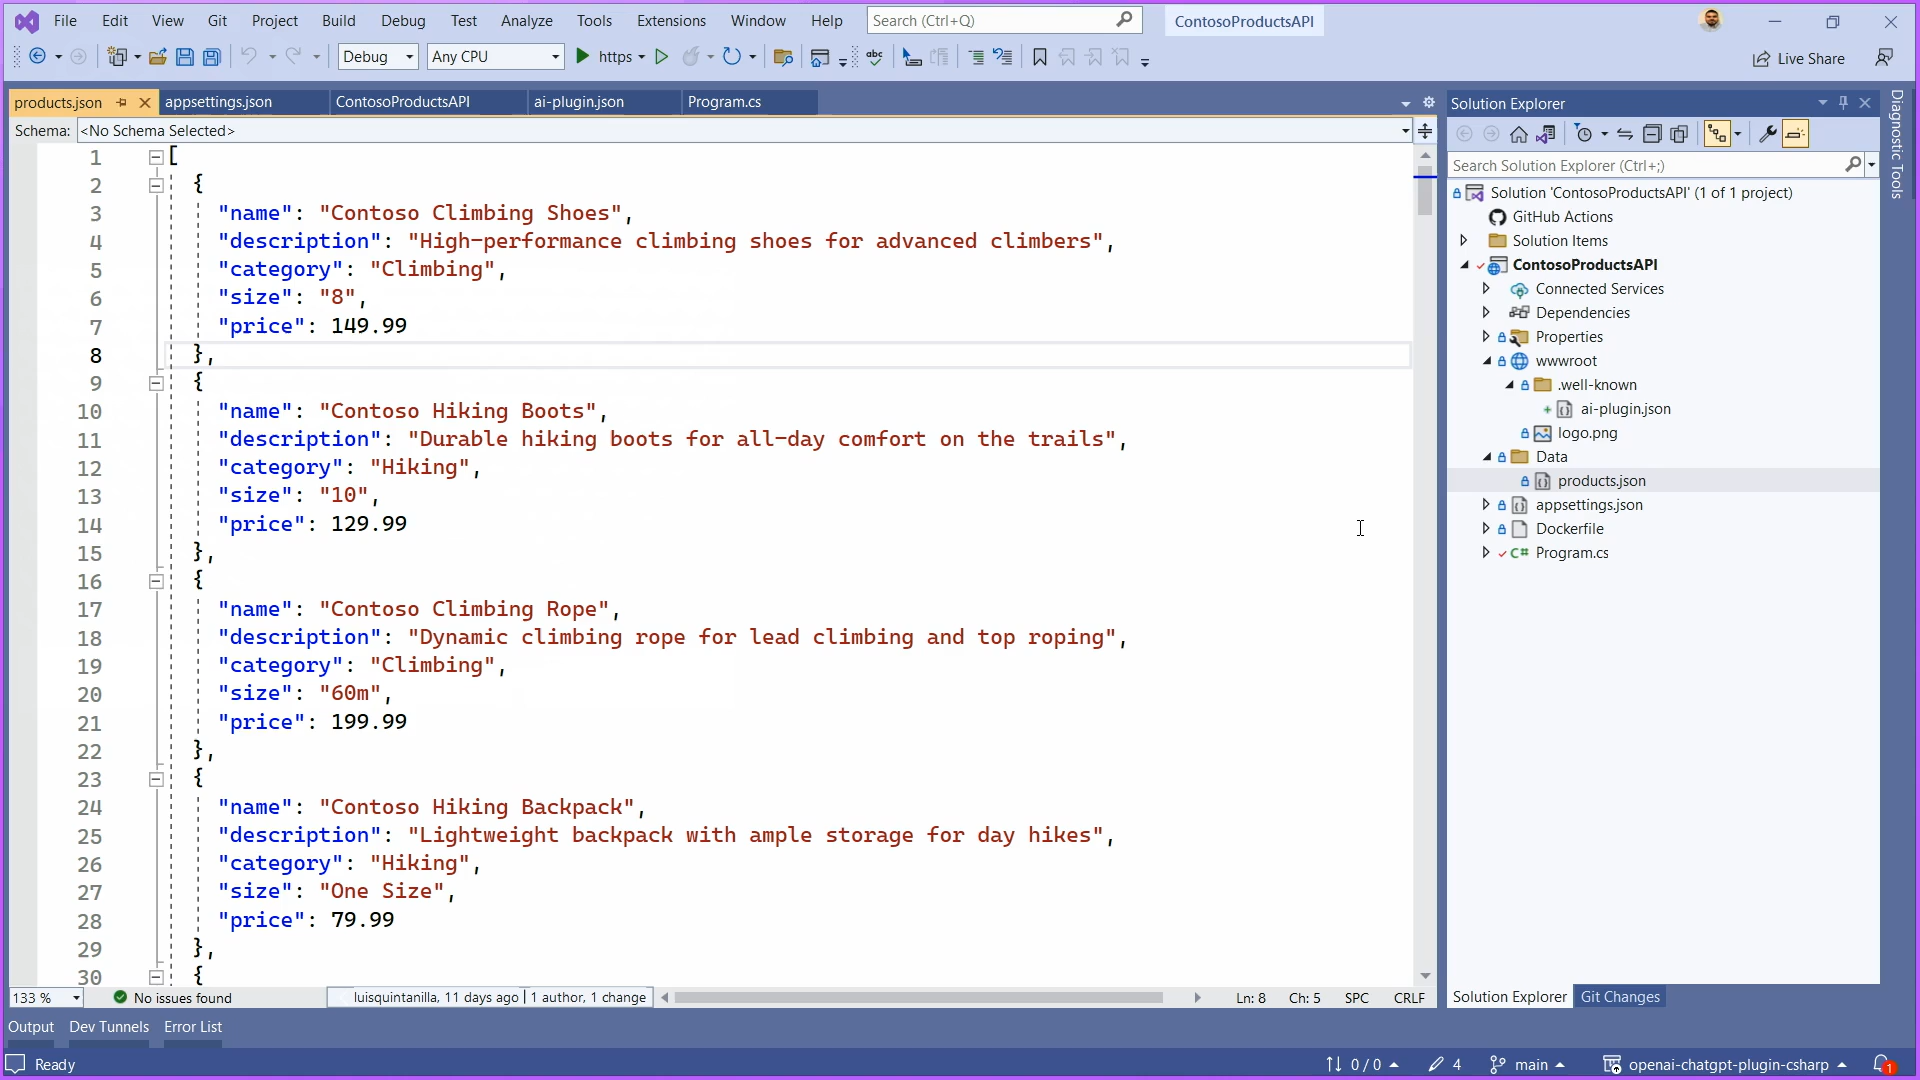 File Edit View Git Project Build Debug Test Analyze Tools Extensions Window Help Search (Ctrl+Q) ContosoProductsAPI
Debug Any CPU https Live Share
products.json appsettings.json ContosoProductsAPI ai-plugin.json Program.cs
Schema: <No Schema Selected>
1 [
2 {
3 "name": "Contoso Climbing Shoes",
4 "description": "High-performance climbing shoes for advanced climbers",
5 "category": "Climbing",
6 "size": "8",
7 "price": 149.99
8 },
9 {
10 "name": "Contoso Hiking Boots",
11 "description": "Durable hiking boots for all-day comfort on the trails",
12 "category": "Hiking",
13 "size": "10",
14 "price": 129.99
15 },
16 {
17 "name": "Contoso Climbing Rope",
18 "description": "Dynamic climbing rope for lead climbing and top roping",
19 "category": "Climbing",
20 "size": "60m",
21 "price": 199.99
22 },
23 {
24 "name": "Contoso Hiking Backpack",
25 "description": "Lightweight backpack with ample storage for day hikes",
26 "category": "Hiking",
27 "size": "One Size",
28 "price": 79.99
29 },
30 {
133 % No issues found luisquintanilla, 11 days ago | 1 author, 1 change Ln: 8 Ch: 5 SPC CRLF
Solution Explorer
Search Solution Explorer (Ctrl+;)
Solution 'ContosoProductsAPI' (1 of 1 project)
GitHub Actions
Solution Items
ContosoProductsAPI
Connected Services
Dependencies
Properties
wwwroot
.well-known
ai-plugin.json
logo.png
Data
products.json
appsettings.json
Dockerfile
C# Program.cs
Solution Explorer Git Changes
Diagnostic Tools
Output Dev Tunnels Error List
Ready 0 / 0 4 main openai-chatgpt-plugin-csharp 1